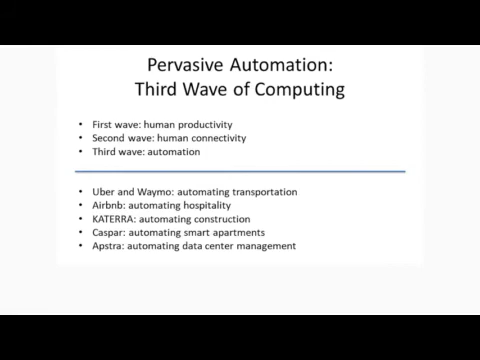 Pervasive Automation:
Third Wave of Computing
• First wave: human productivity
• Second wave: human connectivity
• Third wave: automation
• Uber and Waymo: automating transportation
• Airbnb: automating hospitality
• KATERRA: automating construction
• Caspar: automating smart apartments
• Apstra: automating data center management